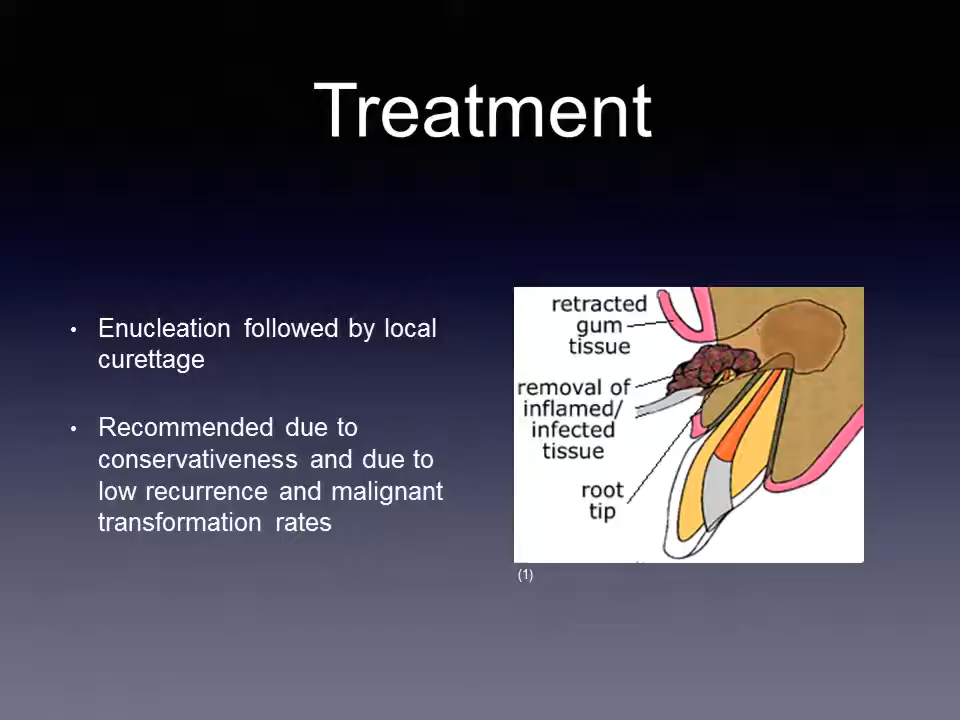 Treatment
• Enucleation followed by local
curettage
• Recommended due to
conservativeness and due to
low recurrence and malignant
transformation rates
retracted
gum
tissue
removal of
inflamed/
infected
tissue
root
tip
(1)